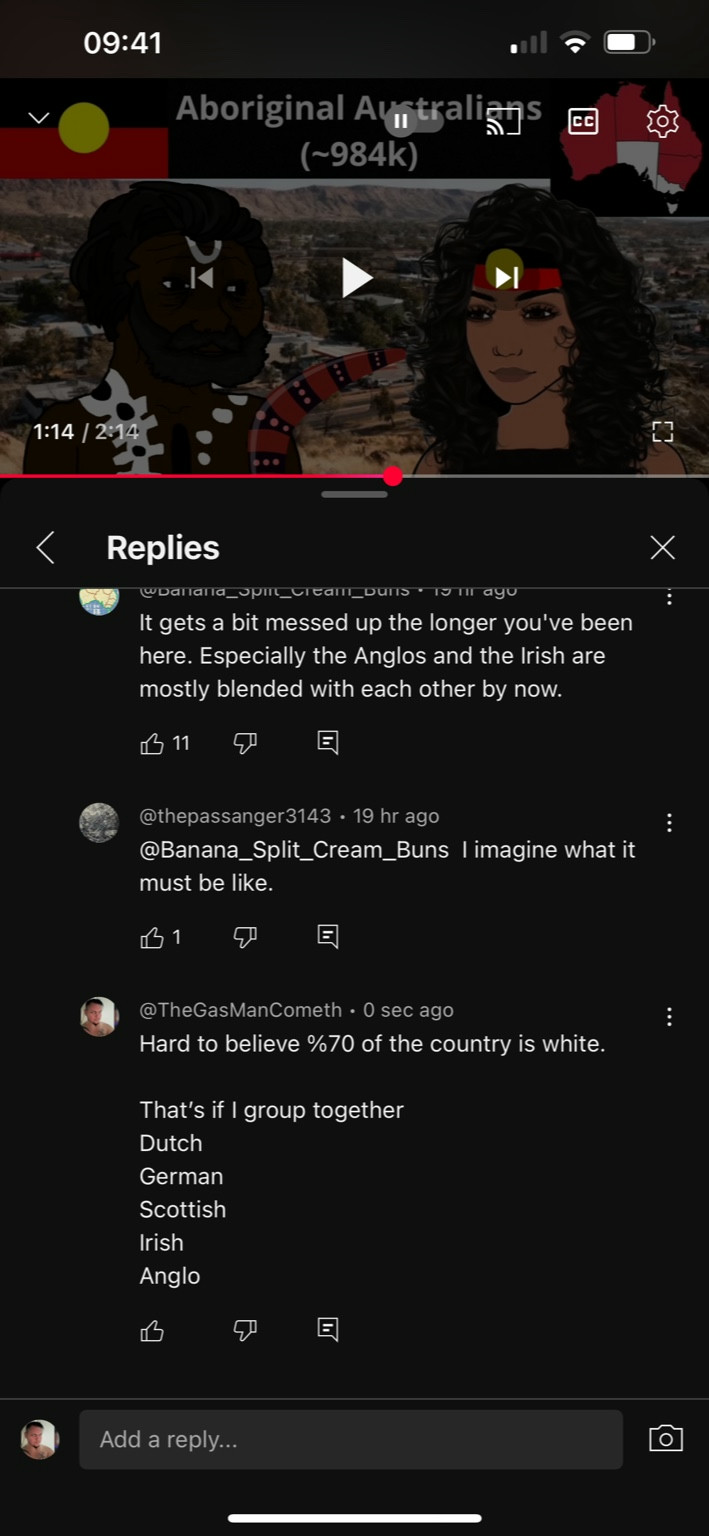 09:41
Aboriginal Australians
(~984k)
CC
1:14 / 2:14
Replies
@Banana_Split_Cream_Buns • 19 hr ago
It gets a bit messed up the longer you've been
here. Especially the Anglos and the Irish are
mostly blended with each other by now.
11
@thepassanger3143 • 19 hr ago
@Banana_Split_Cream_Buns I imagine what it
must be like.
1
@TheGasManCometh • 0 sec ago
Hard to believe %70 of the country is white.
That’s if I group together
Dutch
German
Scottish
Irish
Anglo
Add a reply...